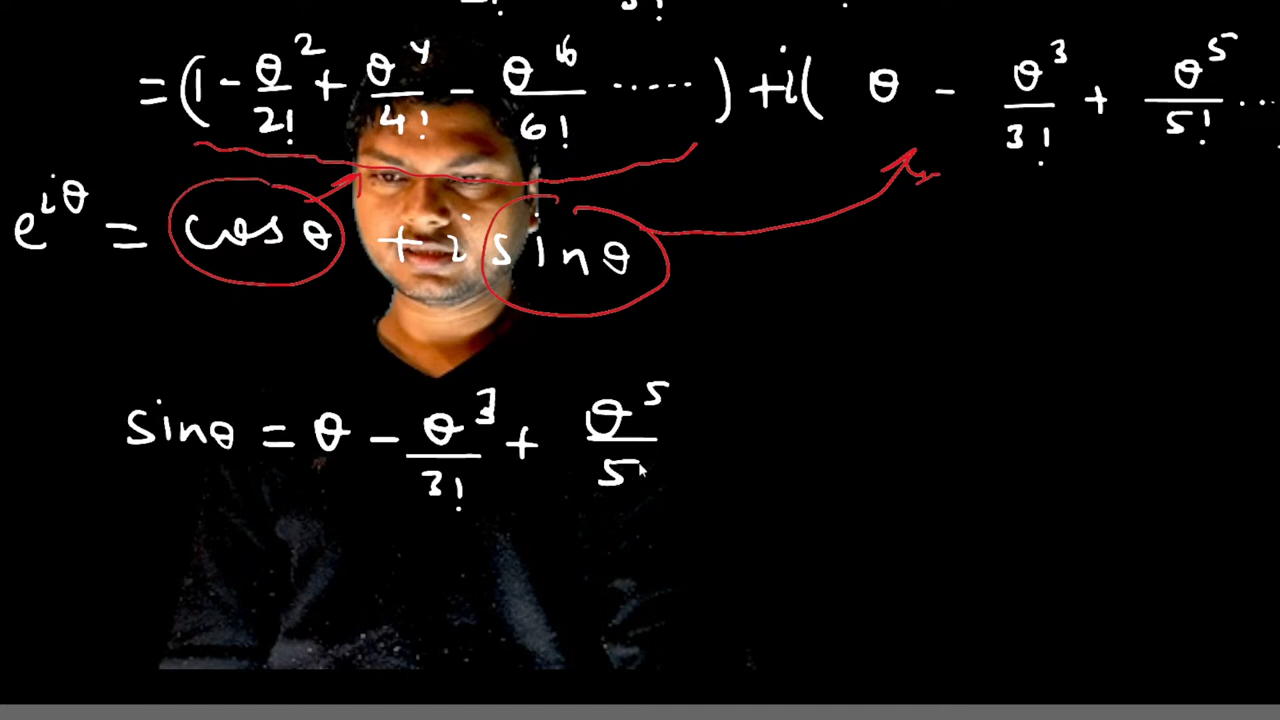 = (1 - θ²/2! + θ⁴/4! - θ⁶/6! ......) + i( θ - θ³/3! + θ⁵/5! ...
e^{iθ} = cosθ + i sinθ
sinθ = θ - θ³/3! + θ⁵/5